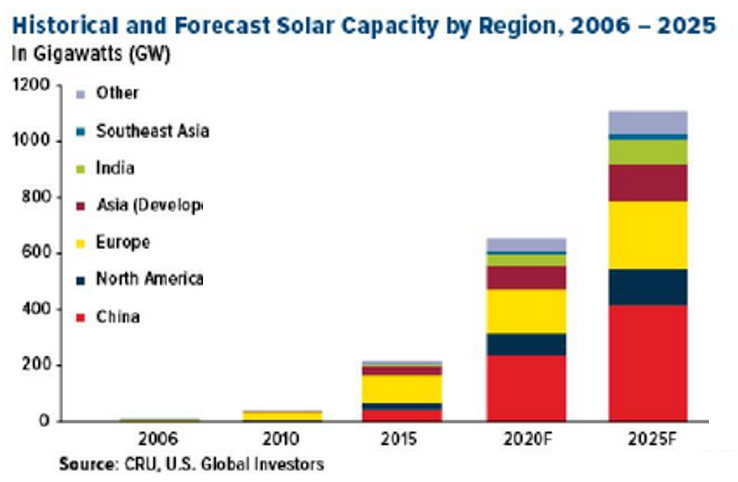 Historical and Forecast Solar Capacity by Region, 2006 – 2025
In Gigawatts (GW)
1200
1000
800
600
400
200
0
Other
Southeast Asia
India
Asia (Develop
Europe
North America
China
2006 2010 2015 2020F 2025F
Source: CRU, U.S. Global Investors